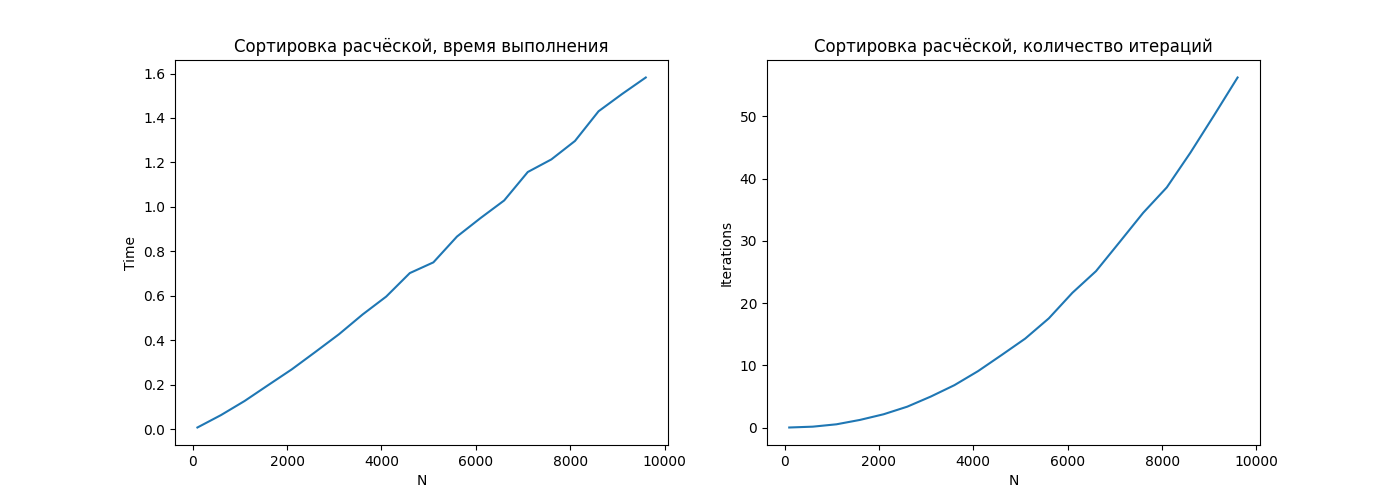 Сортировка расчёской, время выполнения
1.6
1.4
1.2
1.0
0.8
0.6
0.4
0.2
0.0
Time
0 2000 4000 6000 8000 10000
N
Сортировка расчёской, количество итераций
50
40
30
20
10
0
Iterations
0 2000 4000 6000 8000 10000
N